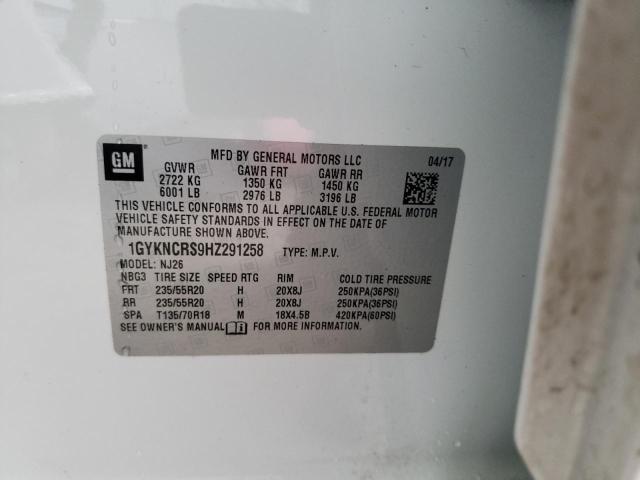 GM
MFD BY GENERAL MOTORS LLC 04/17
GVWR GAWR FRT GAWR RR
2722 KG 1350 KG 1450 KG
6001 LB 2976 LB 3196 LB
THIS VEHICLE CONFORMS TO ALL APPLICABLE U.S. FEDERAL MOTOR
VEHICLE SAFETY STANDARDS IN EFFECT ON THE DATE OF
MANUFACTURE SHOWN ABOVE.
1GYKNCRS9HZ291258 TYPE: M.P.V.
MODEL: NJ26
NBG3 TIRE SIZE SPEED RTG RIM COLD TIRE PRESSURE
FRT 235/55R20 H 20X8J 250KPA(36PSI)
RR 235/55R20 H 20X8J 250KPA(36PSI)
SPA T135/70R18 M 18X4.5B 420KPA(60PSI)
SEE OWNER'S MANUAL FOR MORE INFORMATION.